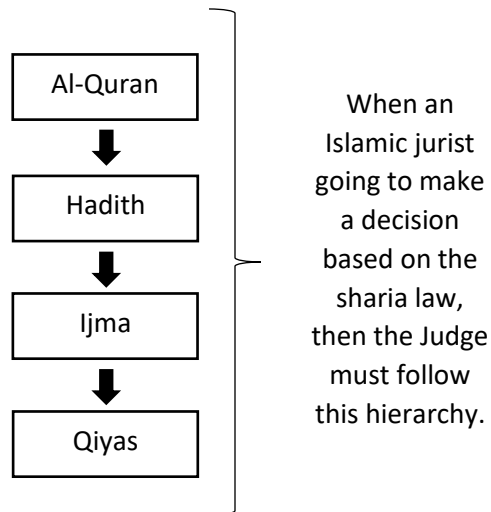 Al-Quran
Hadith
Ijma
Qiyas
When an
Islamic jurist
going to make
a decision
based on the
sharia law,
then the Judge
must follow
this hierarchy.